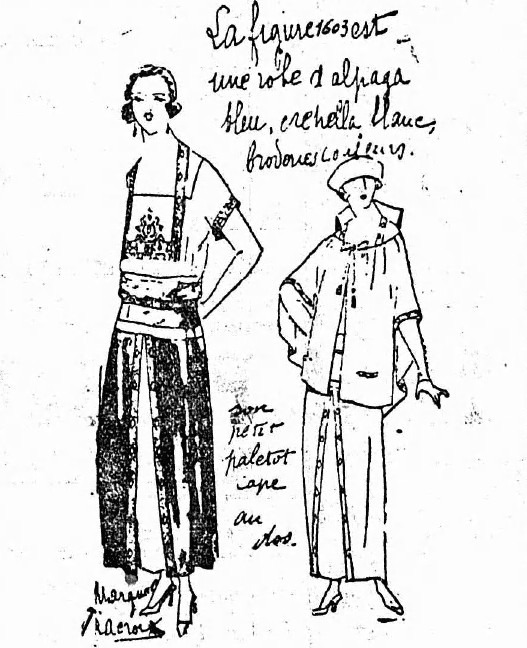 La figure 1603 est
une robe d'alpaga
bleu, crehella blanc,
broderies couleurs.
son
petit
paletot
cape
au
dos.
Lacroix